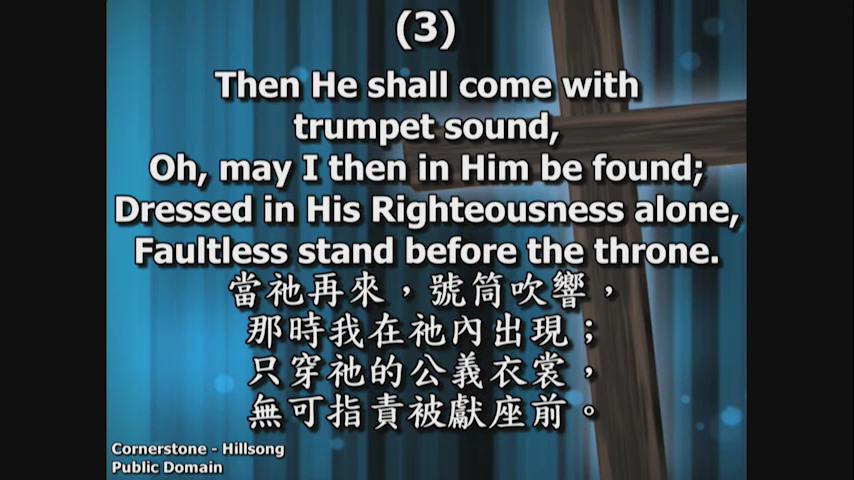 (3)
Then He shall come with
trumpet sound,
Oh, may I then in Him be found;
Dressed in His Righteousness alone,
Faultless stand before the throne.
當祂再來，號筒吹響，
那時我在祂內出現；
只穿祂的公義衣裳，
無可指責被獻座前。
Cornerstone - Hillsong
Public Domain